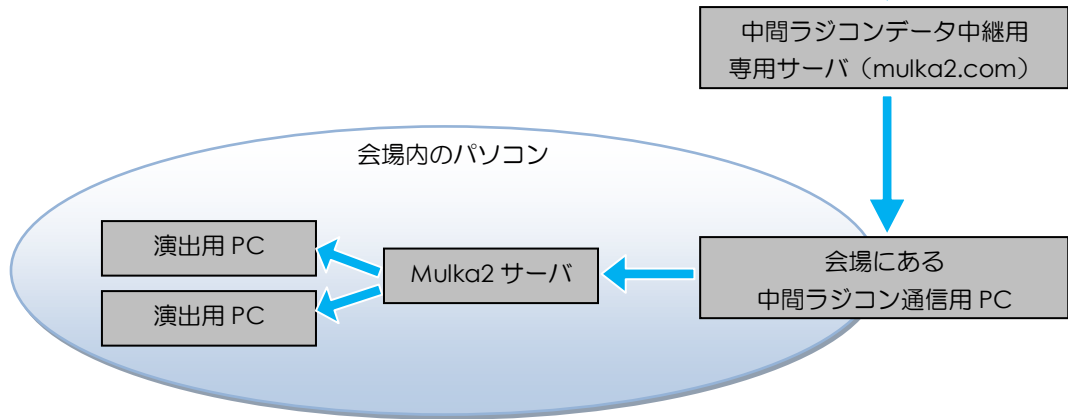 中間ラジコンデータ中継用
専用サーバ（mulka2.com）
会場内のパソコン
演出用 PC
演出用 PC
Mulka2 サーバ
会場にある
中間ラジコン通信用 PC